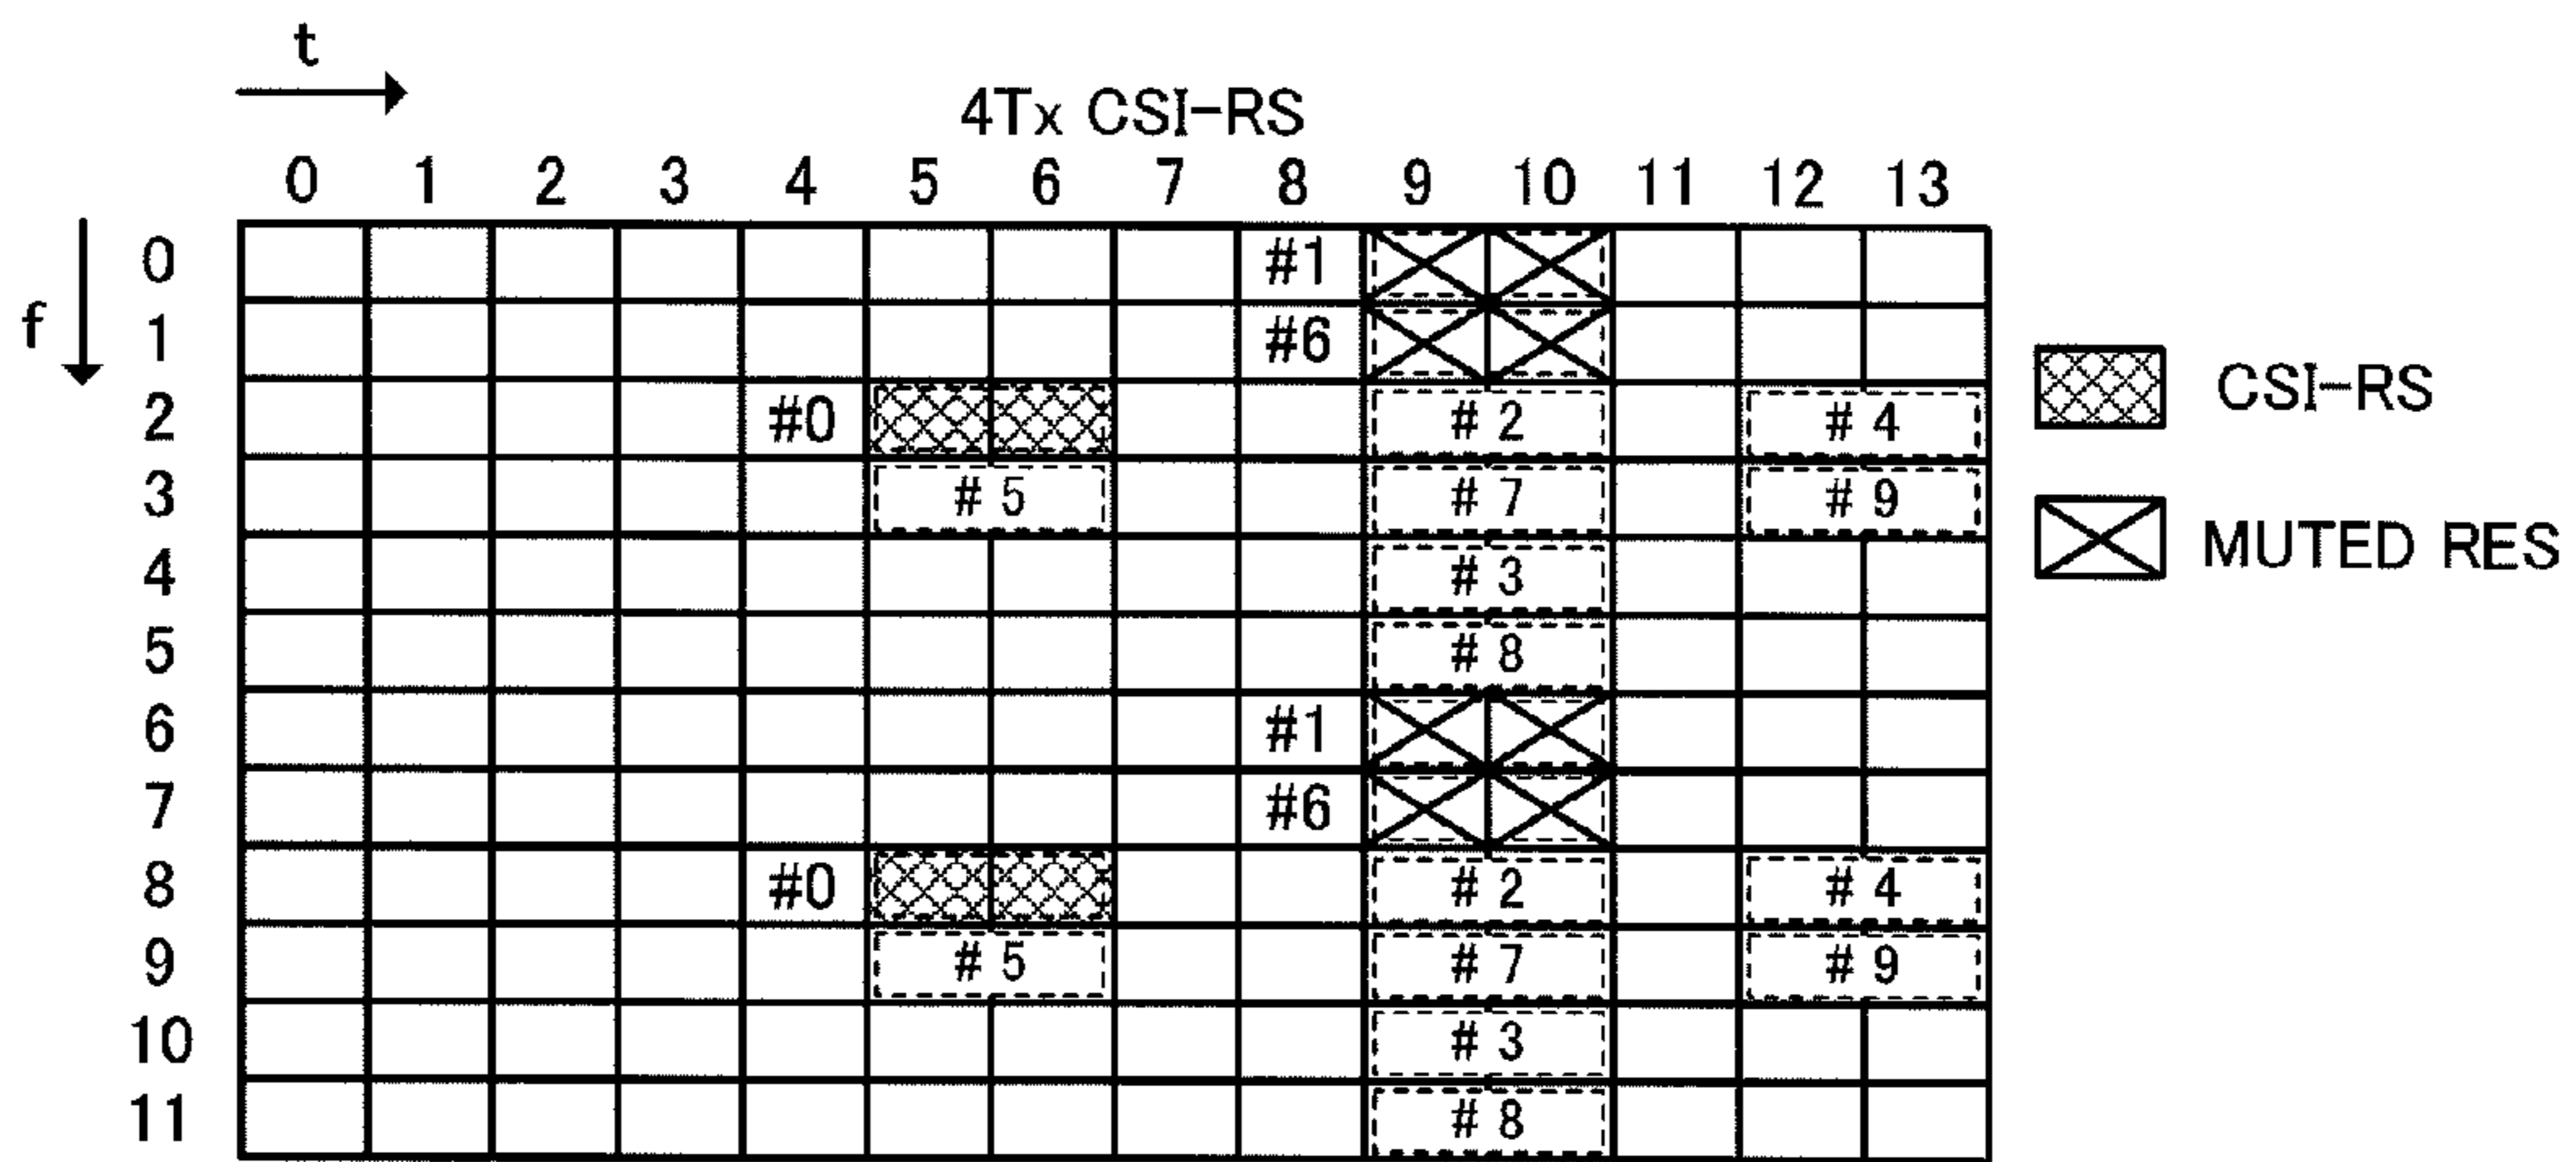 t
4Tx CSI-RS
0 1 2 3 4 5 6 7 8 9 10 11 12 13
f
0 #1
1 #6
2 #0 # 2 # 4
3 # 5 # 7 # 9
4 # 3
5 # 8
6 #1
7 #6
8 #0 # 2 # 4
9 # 5 # 7 # 9
10 # 3
11 # 8
CSI-RS
MUTED RES